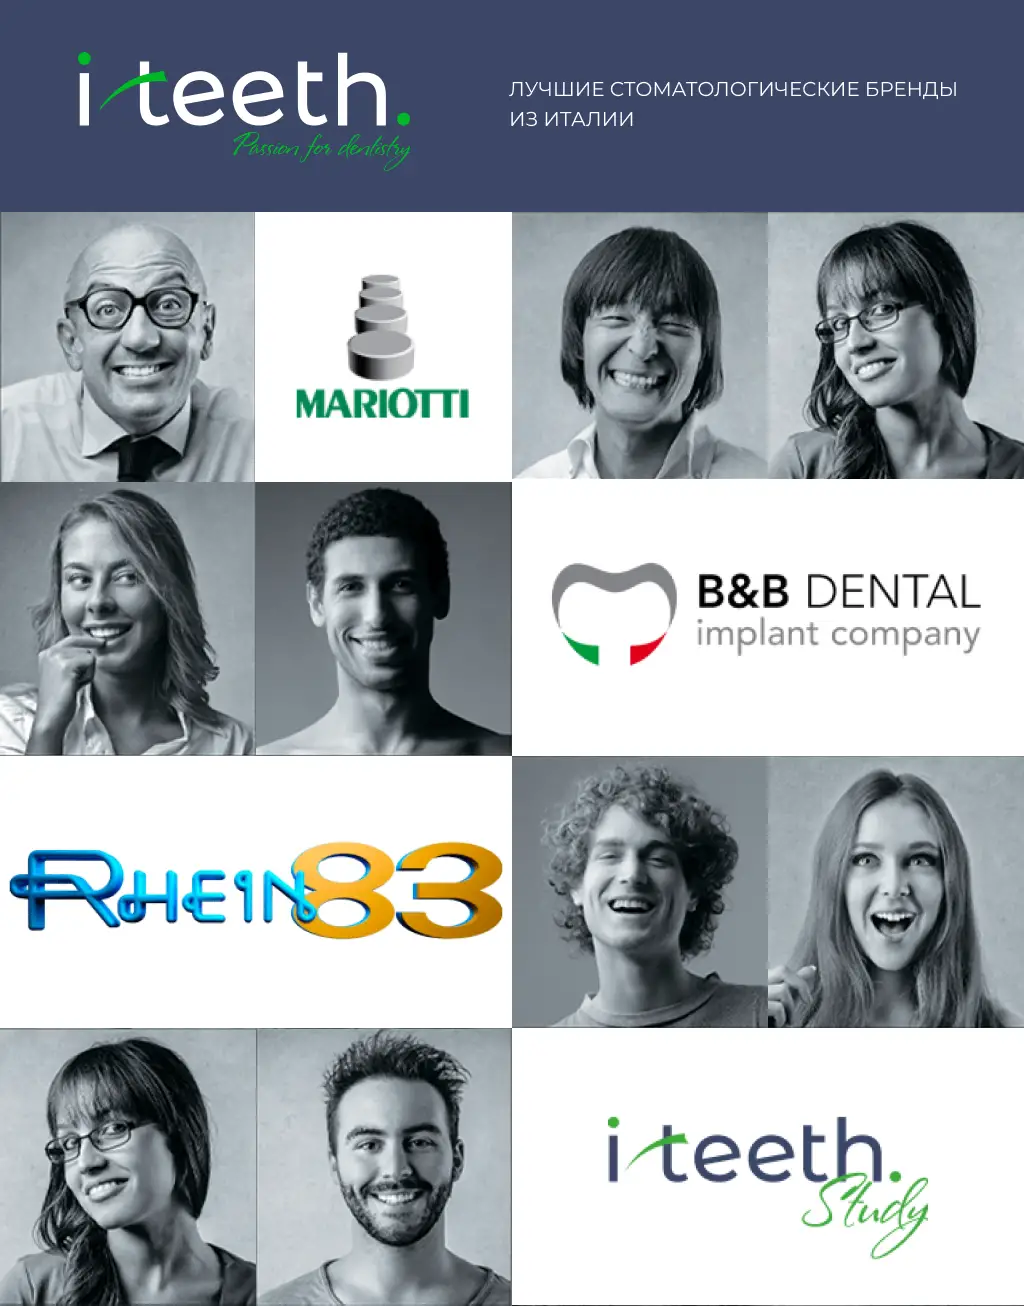 i-teeth.
Passion for dentistry
ЛУЧШИЕ СТОМАТОЛОГИЧЕСКИЕ БРЕНДЫ
ИЗ ИТАЛИИ
MARIOTTI
B&B DENTAL
implant company
RHEIN83
i-teeth.
Study